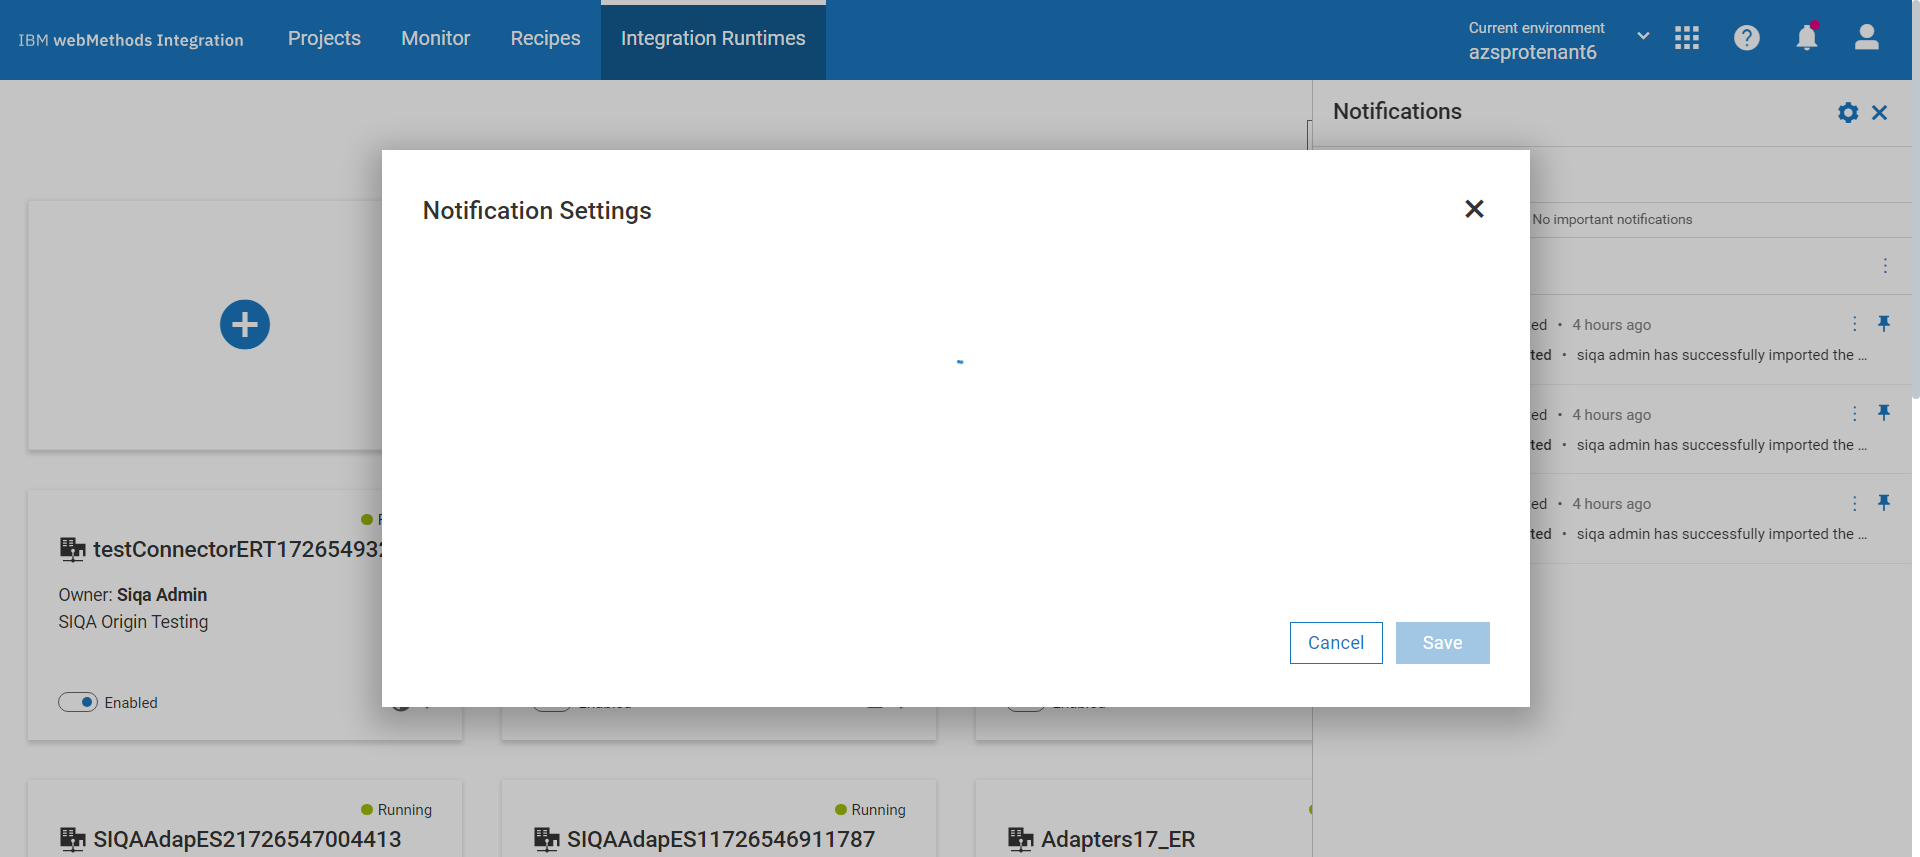 IBM webMethods Integration
Projects
Monitor
Recipes
Integration Runtimes
Current environment
azsprotenant6
Notifications
Notification Settings
No important notifications
ed • 4 hours ago
ted • siqa admin has successfully imported the ...
ed • 4 hours ago
ted • siqa admin has successfully imported the ...
ed • 4 hours ago
ted • siqa admin has successfully imported the ...
testConnectorERT172654932
Owner: Siqa Admin
SIQA Origin Testing
Enabled
Cancel
Save
Running
SIQAAdapES21726547004413
Running
SIQAAdapES11726546911787
Adapters17_ER